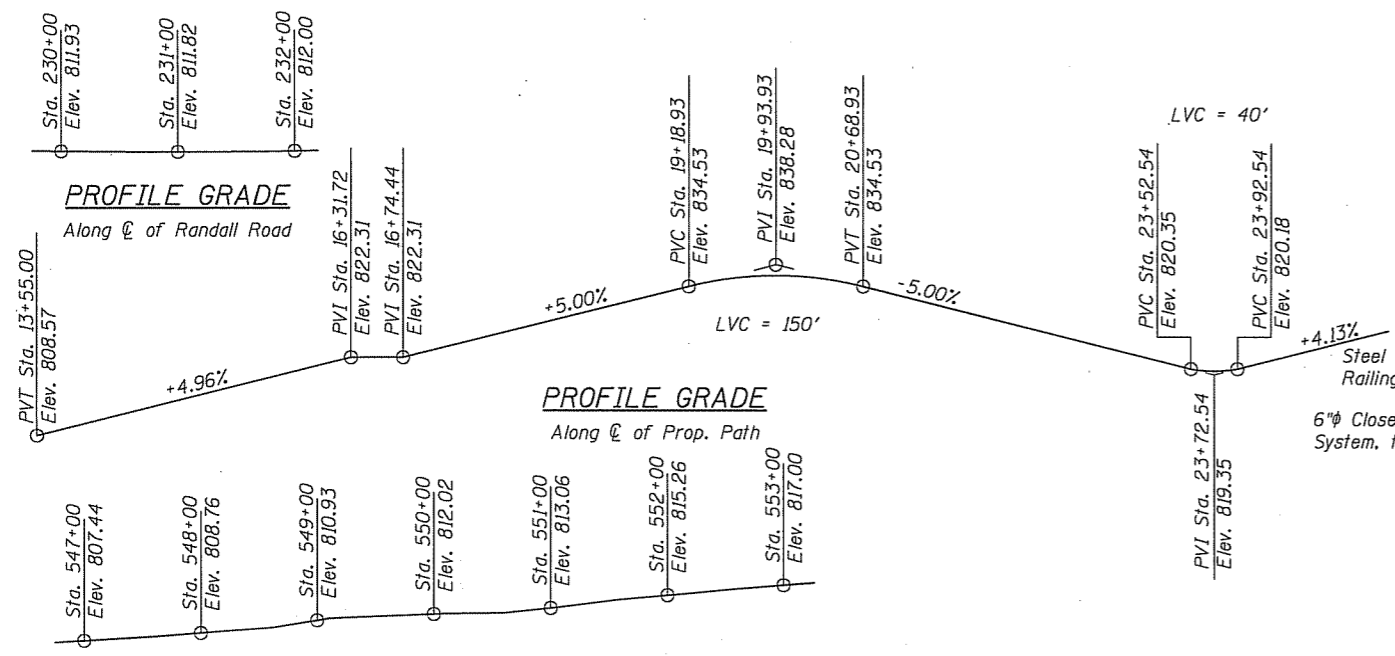 Sta. 230+00
Elev. 811.93
Sta. 231+00
Elev. 811.82
Sta. 232+00
Elev. 812.00
PROFILE GRADE
Along ℄ of Randall Road
PVT Sta. 13+55.00
Elev. 808.57
+4.96%
PVI Sta. 16+31.72
Elev. 822.31
PVI Sta. 16+74.44
Elev. 822.31
+5.00%
PVC Sta. 19+18.93
Elev. 834.53
PVI Sta. 19+93.93
Elev. 838.28
PVT Sta. 20+68.93
Elev. 834.53
LVC = 150'
-5.00%
LVC = 40'
PVC Sta. 23+52.54
Elev. 820.35
PVC Sta. 23+92.54
Elev. 820.18
PVI Sta. 23+72.54
Elev. 819.35
+4.13%
Steel
Railing
6"ϕ Close
System, 
PROFILE GRADE
Along ℄ of Prop. Path
Sta. 547+00
Elev. 807.44
Sta. 548+00
Elev. 808.76
Sta. 549+00
Elev. 810.93
Sta. 550+00
Elev. 812.02
Sta. 551+00
Elev. 813.06
Sta. 552+00
Elev. 815.26
Sta. 553+00
Elev. 817.00